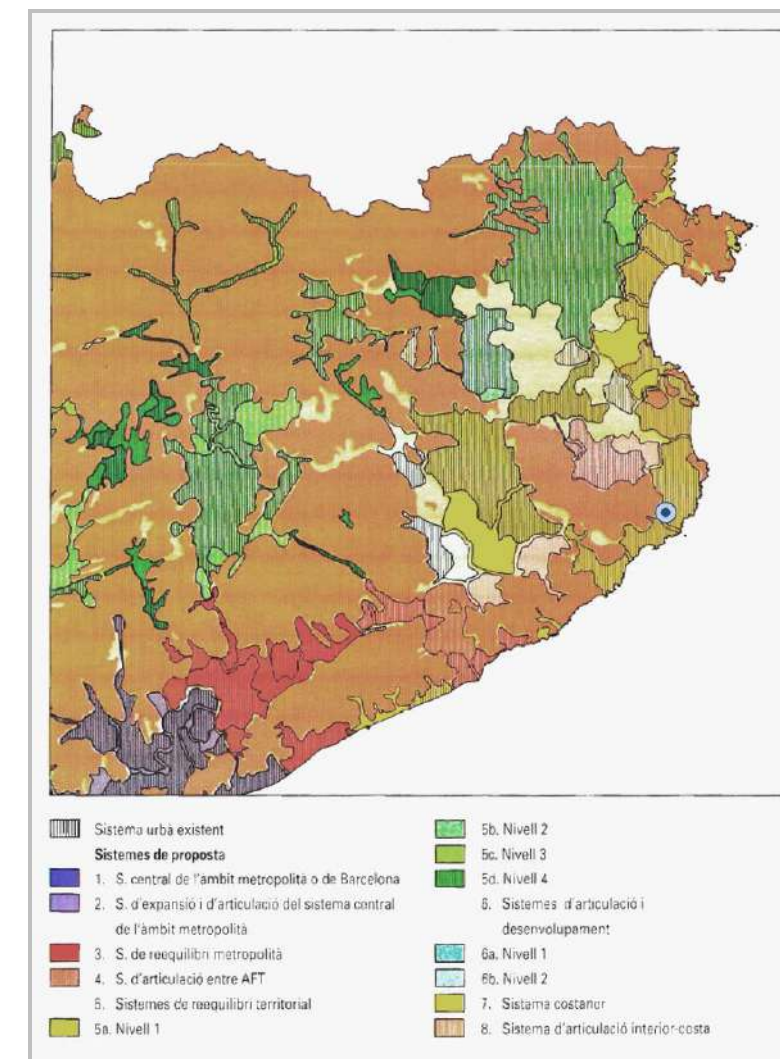 Sistema urbà existent
Sistemes de proposta
1. S. central de l'àmbit metropolità o de Barcelona
2. S. d'expansió i d'articulació del sistema central
de l'àmbit metropolità
3. S. de reequilibri metropolità
4. S. d'articulació entre AFT
5. Sistemes de reequilibri territorial
5a. Nivell 1
5b. Nivell 2
5c. Nivell 3
5d. Nivell 4
6. Sistemes d'articulació i
desenvolupament
6a. Nivell 1
6b. Nivell 2
7. Sistema costaner
8. Sistema d'articulació interior-costa